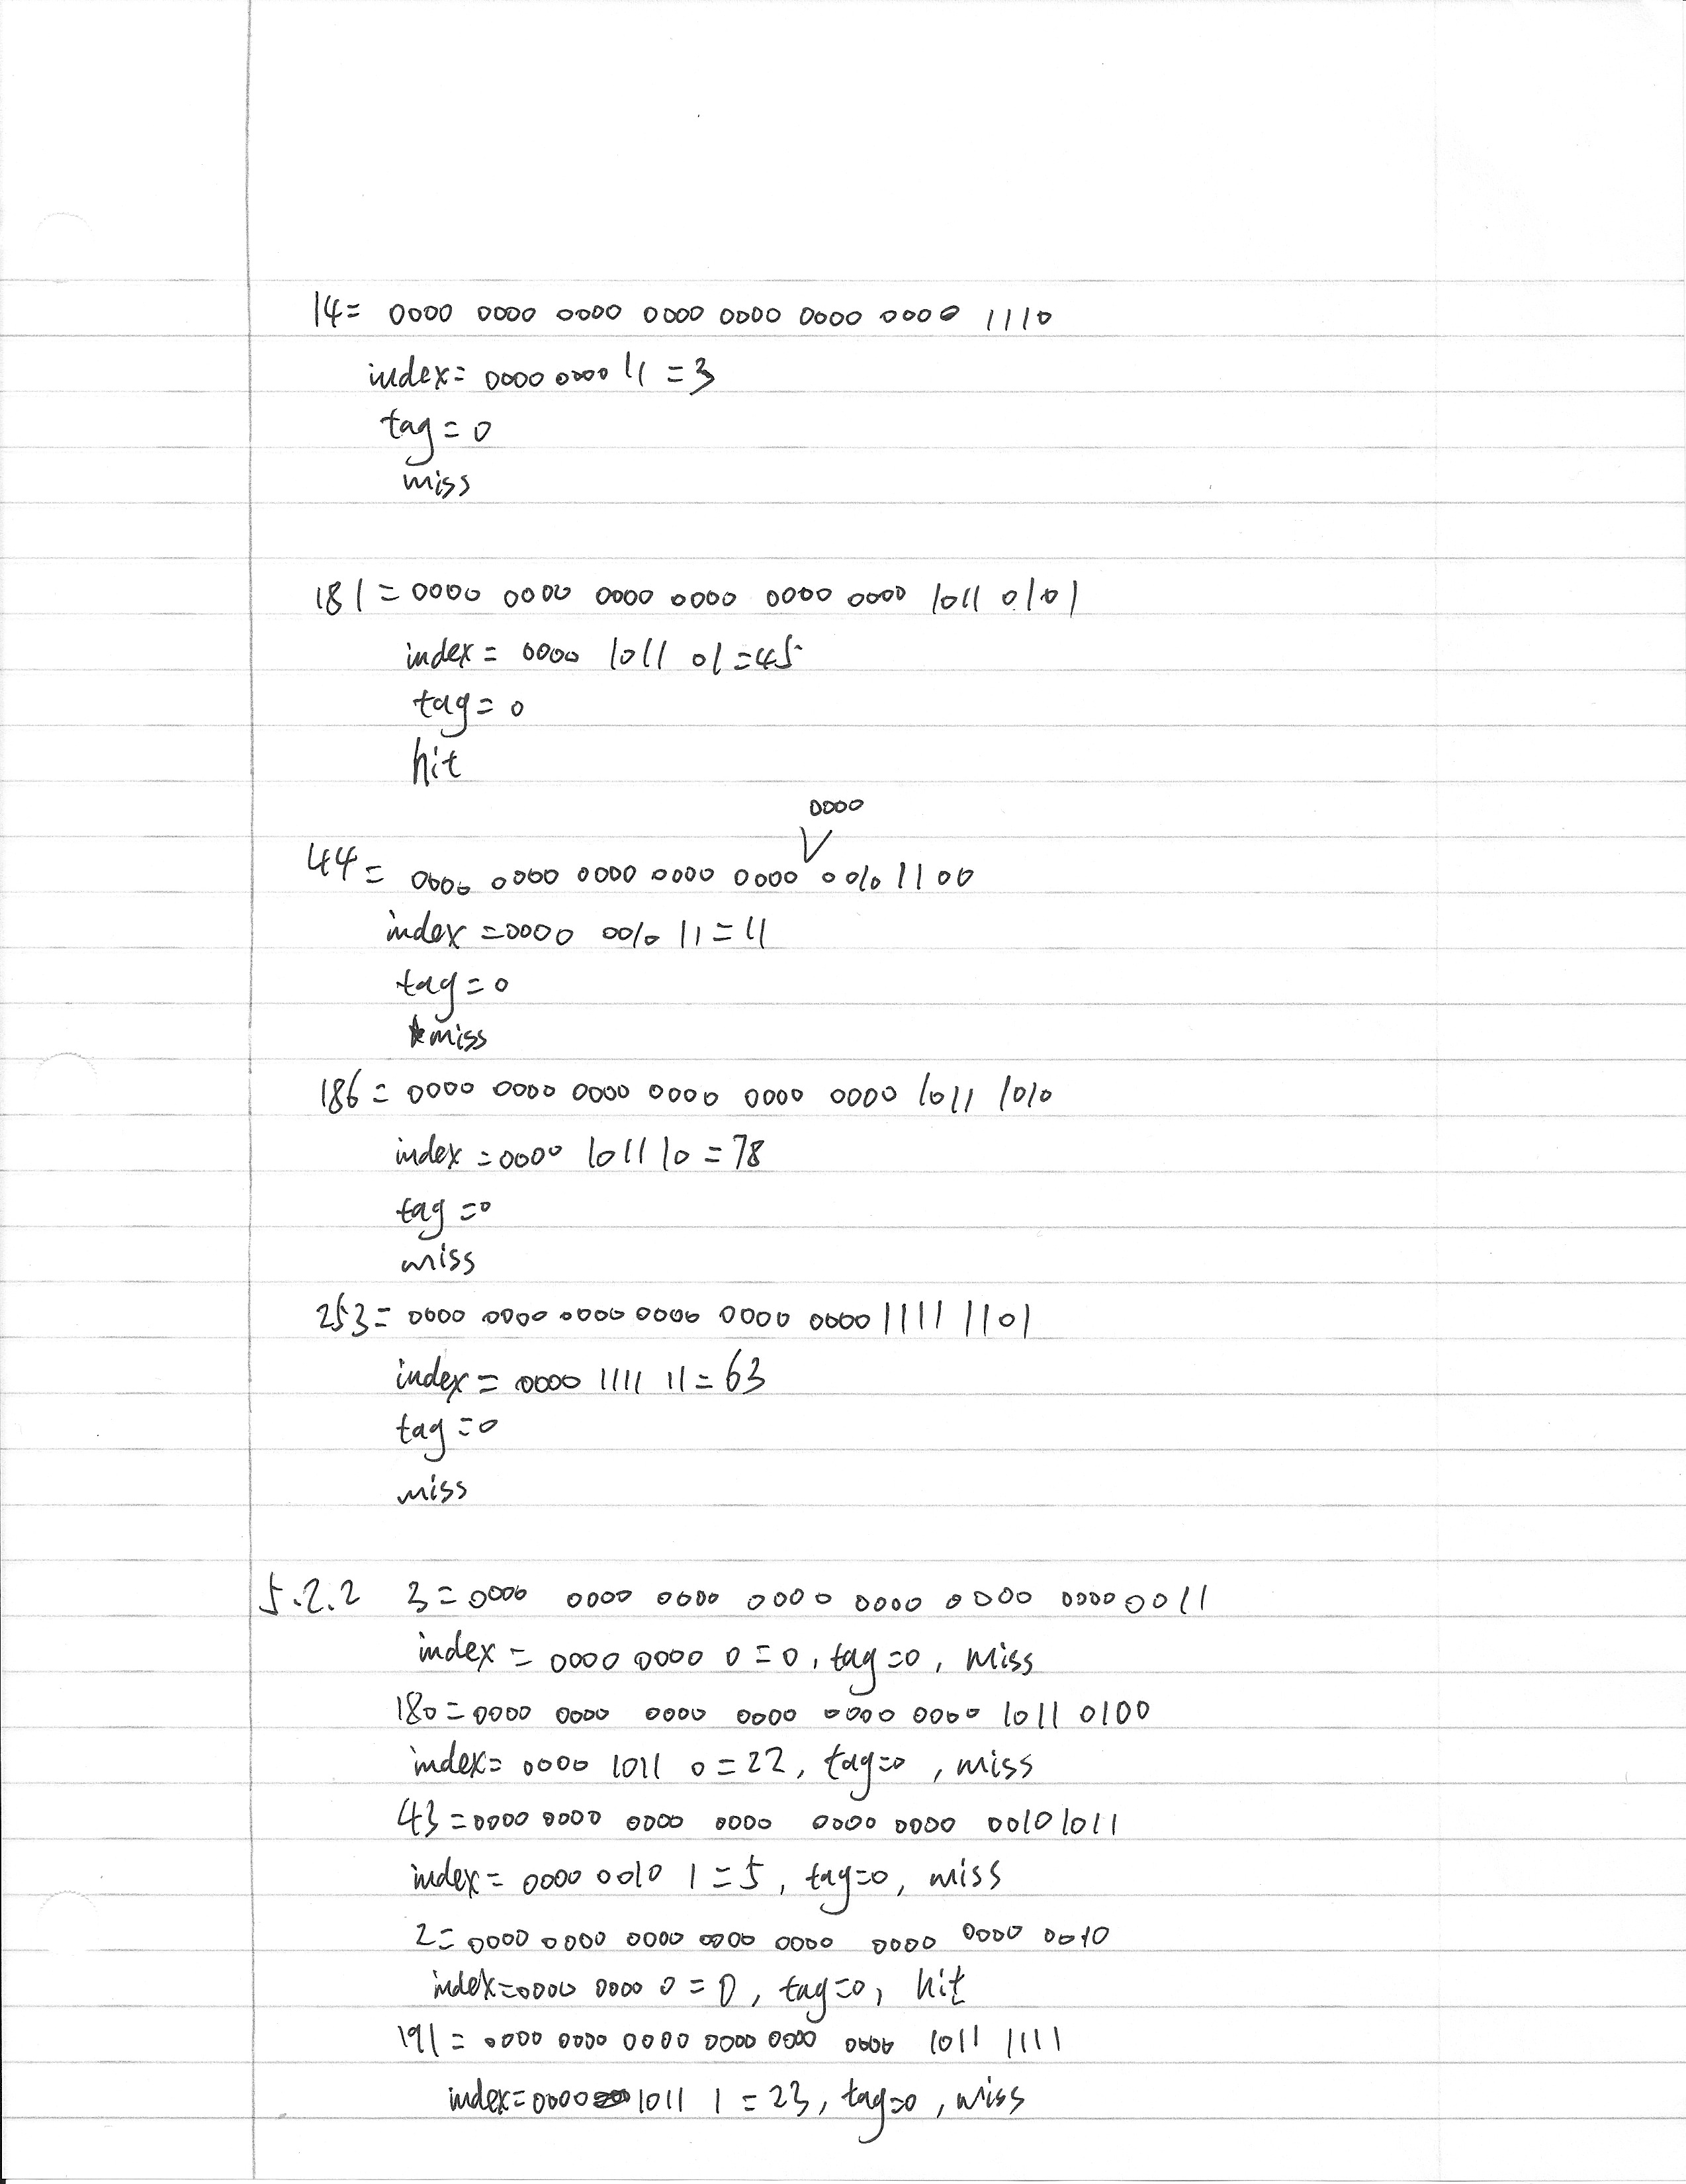 14= 0000 0000 0000 0000 0000 0000 0000 1110
index= 0000 0000 11 =3
tag=0
miss
181=0000 0000 0000 0000 0000 0000 1011 0101
index= 0000 1011 01=45
tag=0
hit
0000
44= 0000 0000 0000 0000 0000 0010 1100
index=0000 0010 11=11
tag=0
miss
186=0000 0000 0000 0000 0000 0000 1011 1010
index=0000 1011 10=78
tag=0
miss
253=0000 0000 0000 0000 0000 0000 1111 1101
index=0000 1111 11=63
tag=0
miss
5.2.2 3=0000 0000 0000 0000 0000 0000 0000 0011
index= 0000 0000 0=0, tag=0, miss
180=0000 0000 0000 0000 0000 0000 1011 0100
index= 0000 1011 0=22, tag=0, miss
43=0000 0000 0000 0000 0000 0000 0010 1011
index= 0000 0010 1=5, tag=0, miss
2=0000 0000 0000 0000 0000 0000 0000 0010
index=0000 0000 0=0, tag=0, hit
191=0000 0000 0000 0000 0000 0000 1011 1111
index=0000 1011 1=23, tag=0, miss